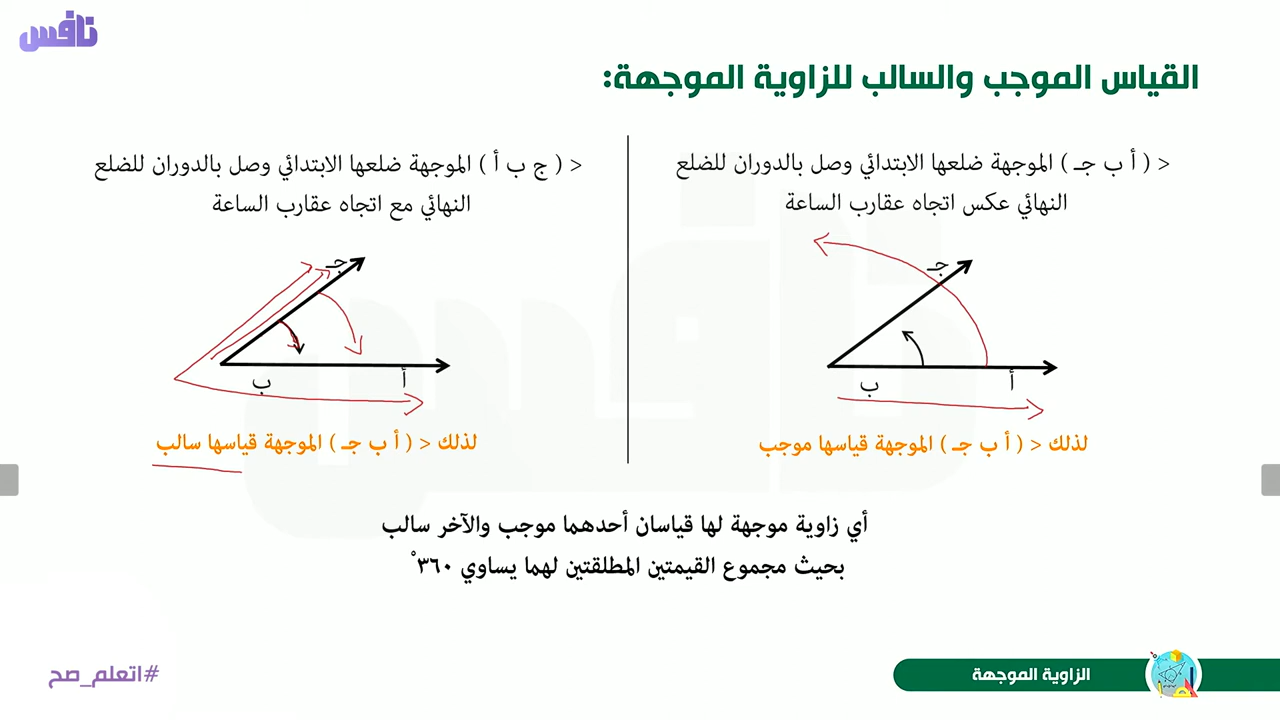 نافس
القياس الموجب والسالب للزاوية الموجهة:
< ( أ ب جـ ) الموجهة ضلعها الابتدائي وصل بالدوران للضلع
النهائي عكس اتجاه عقارب الساعة
جـ
ب
أ
لذلك < ( أ ب جـ ) الموجهة قياسها موجب
< ( ج ب أ ) الموجهة ضلعها الابتدائي وصل بالدوران للضلع
النهائي مع اتجاه عقارب الساعة
جـ
ب
أ
لذلك < ( أ ب جـ ) الموجهة قياسها سالب
أي زاوية موجهة لها قياسان أحدهما موجب والآخر سالب
بحيث مجموع القيمتين المطلقتين لهما يساوي ٣٦٠°
الزاوية الموجهة
#اتعلم_صح